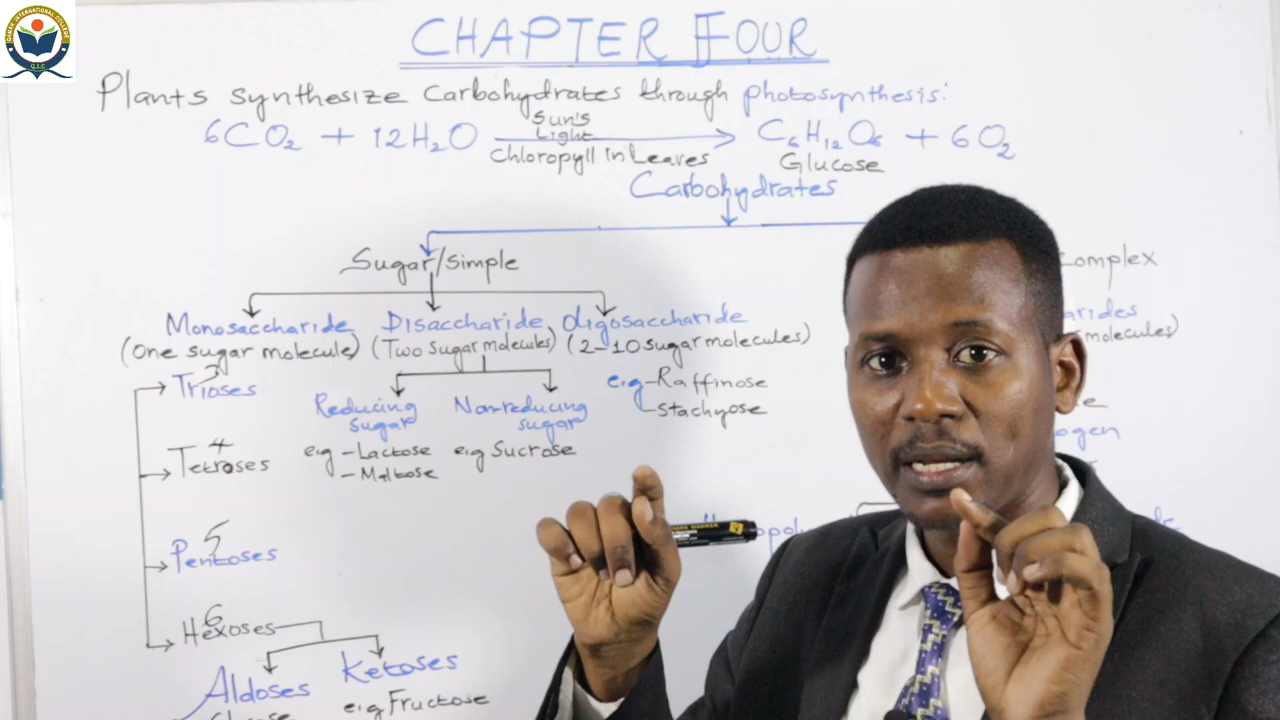 CHAPTER FOUR
Plants synthesize Carbohydrates through photosynthesis:
6CO₂ + 12H₂O Sun's Light Chloropyll in Leaves C₆H₁₂O₆ + 6O₂
Glucose
Carbohydrates
Sugar/Simple
Complex
Monosaccharide Disaccharide oligosaccharide
(One sugar molecule) (Two Sugar molecules) (2-10 sugar molecules)
Trioses 3
e.g -Raffinose
-Stachyose
Reducing sugar
Non-reducing sugar
e.g -Lactose
-Maltose
e.g Sucrose
Tetroses 4
Pentoses 5
Hexoses 6
Aldoses
Ketoses
e.g Fructose
Q.I.C